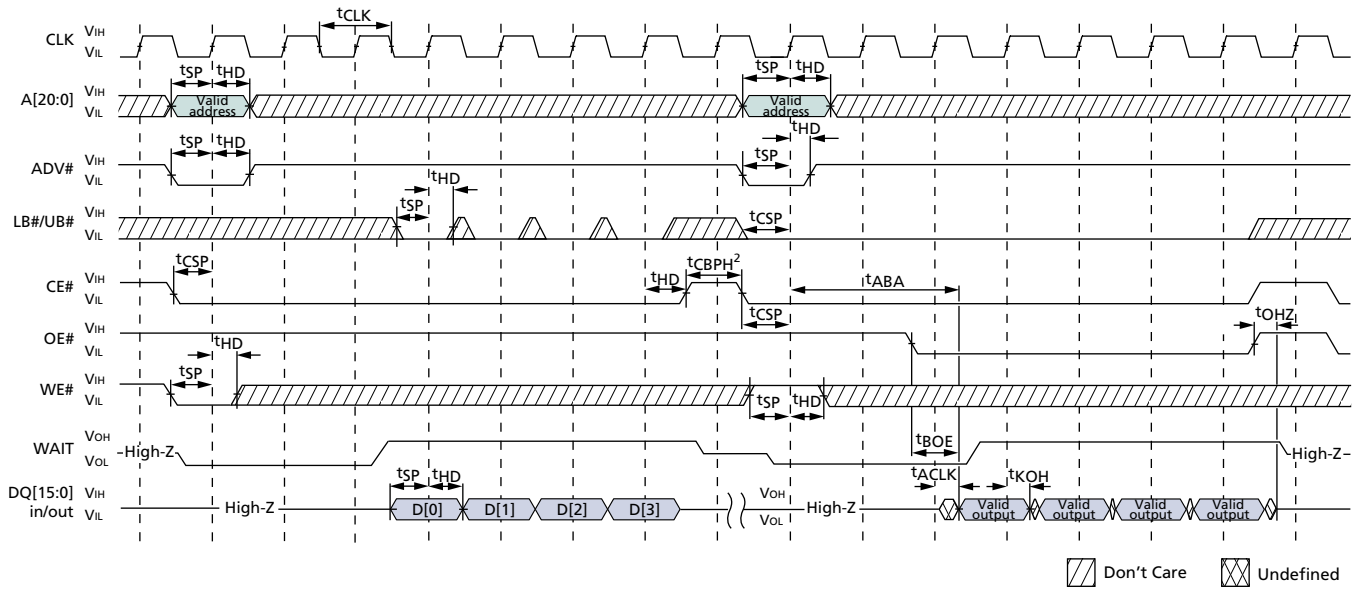 tCLK
CLK VIH
VIL
tSP tHD tSP tHD
A[20:0] VIH
VIL
Valid address Valid address
tSP tHD tSP tHD
ADV# VIH
VIL
tSP tHD
LB#/UB# VIH
VIL
tCSP
tCSP tHD tCBPH2 tABA
CE# VIH
VIL
tCSP tOHZ
OE# VIH
VIL
tHD
tSP
WE# VIH
VIL
tSP tHD
WAIT VOH
VOL
High-Z High-Z
tBOE
tSP tHD tACLK tKOH
DQ[15:0] in/out VIH
VIL
High-Z D[0] D[1] D[2] D[3] VOH
VOL
High-Z Valid output Valid output Valid output Valid output
Don't Care Undefined